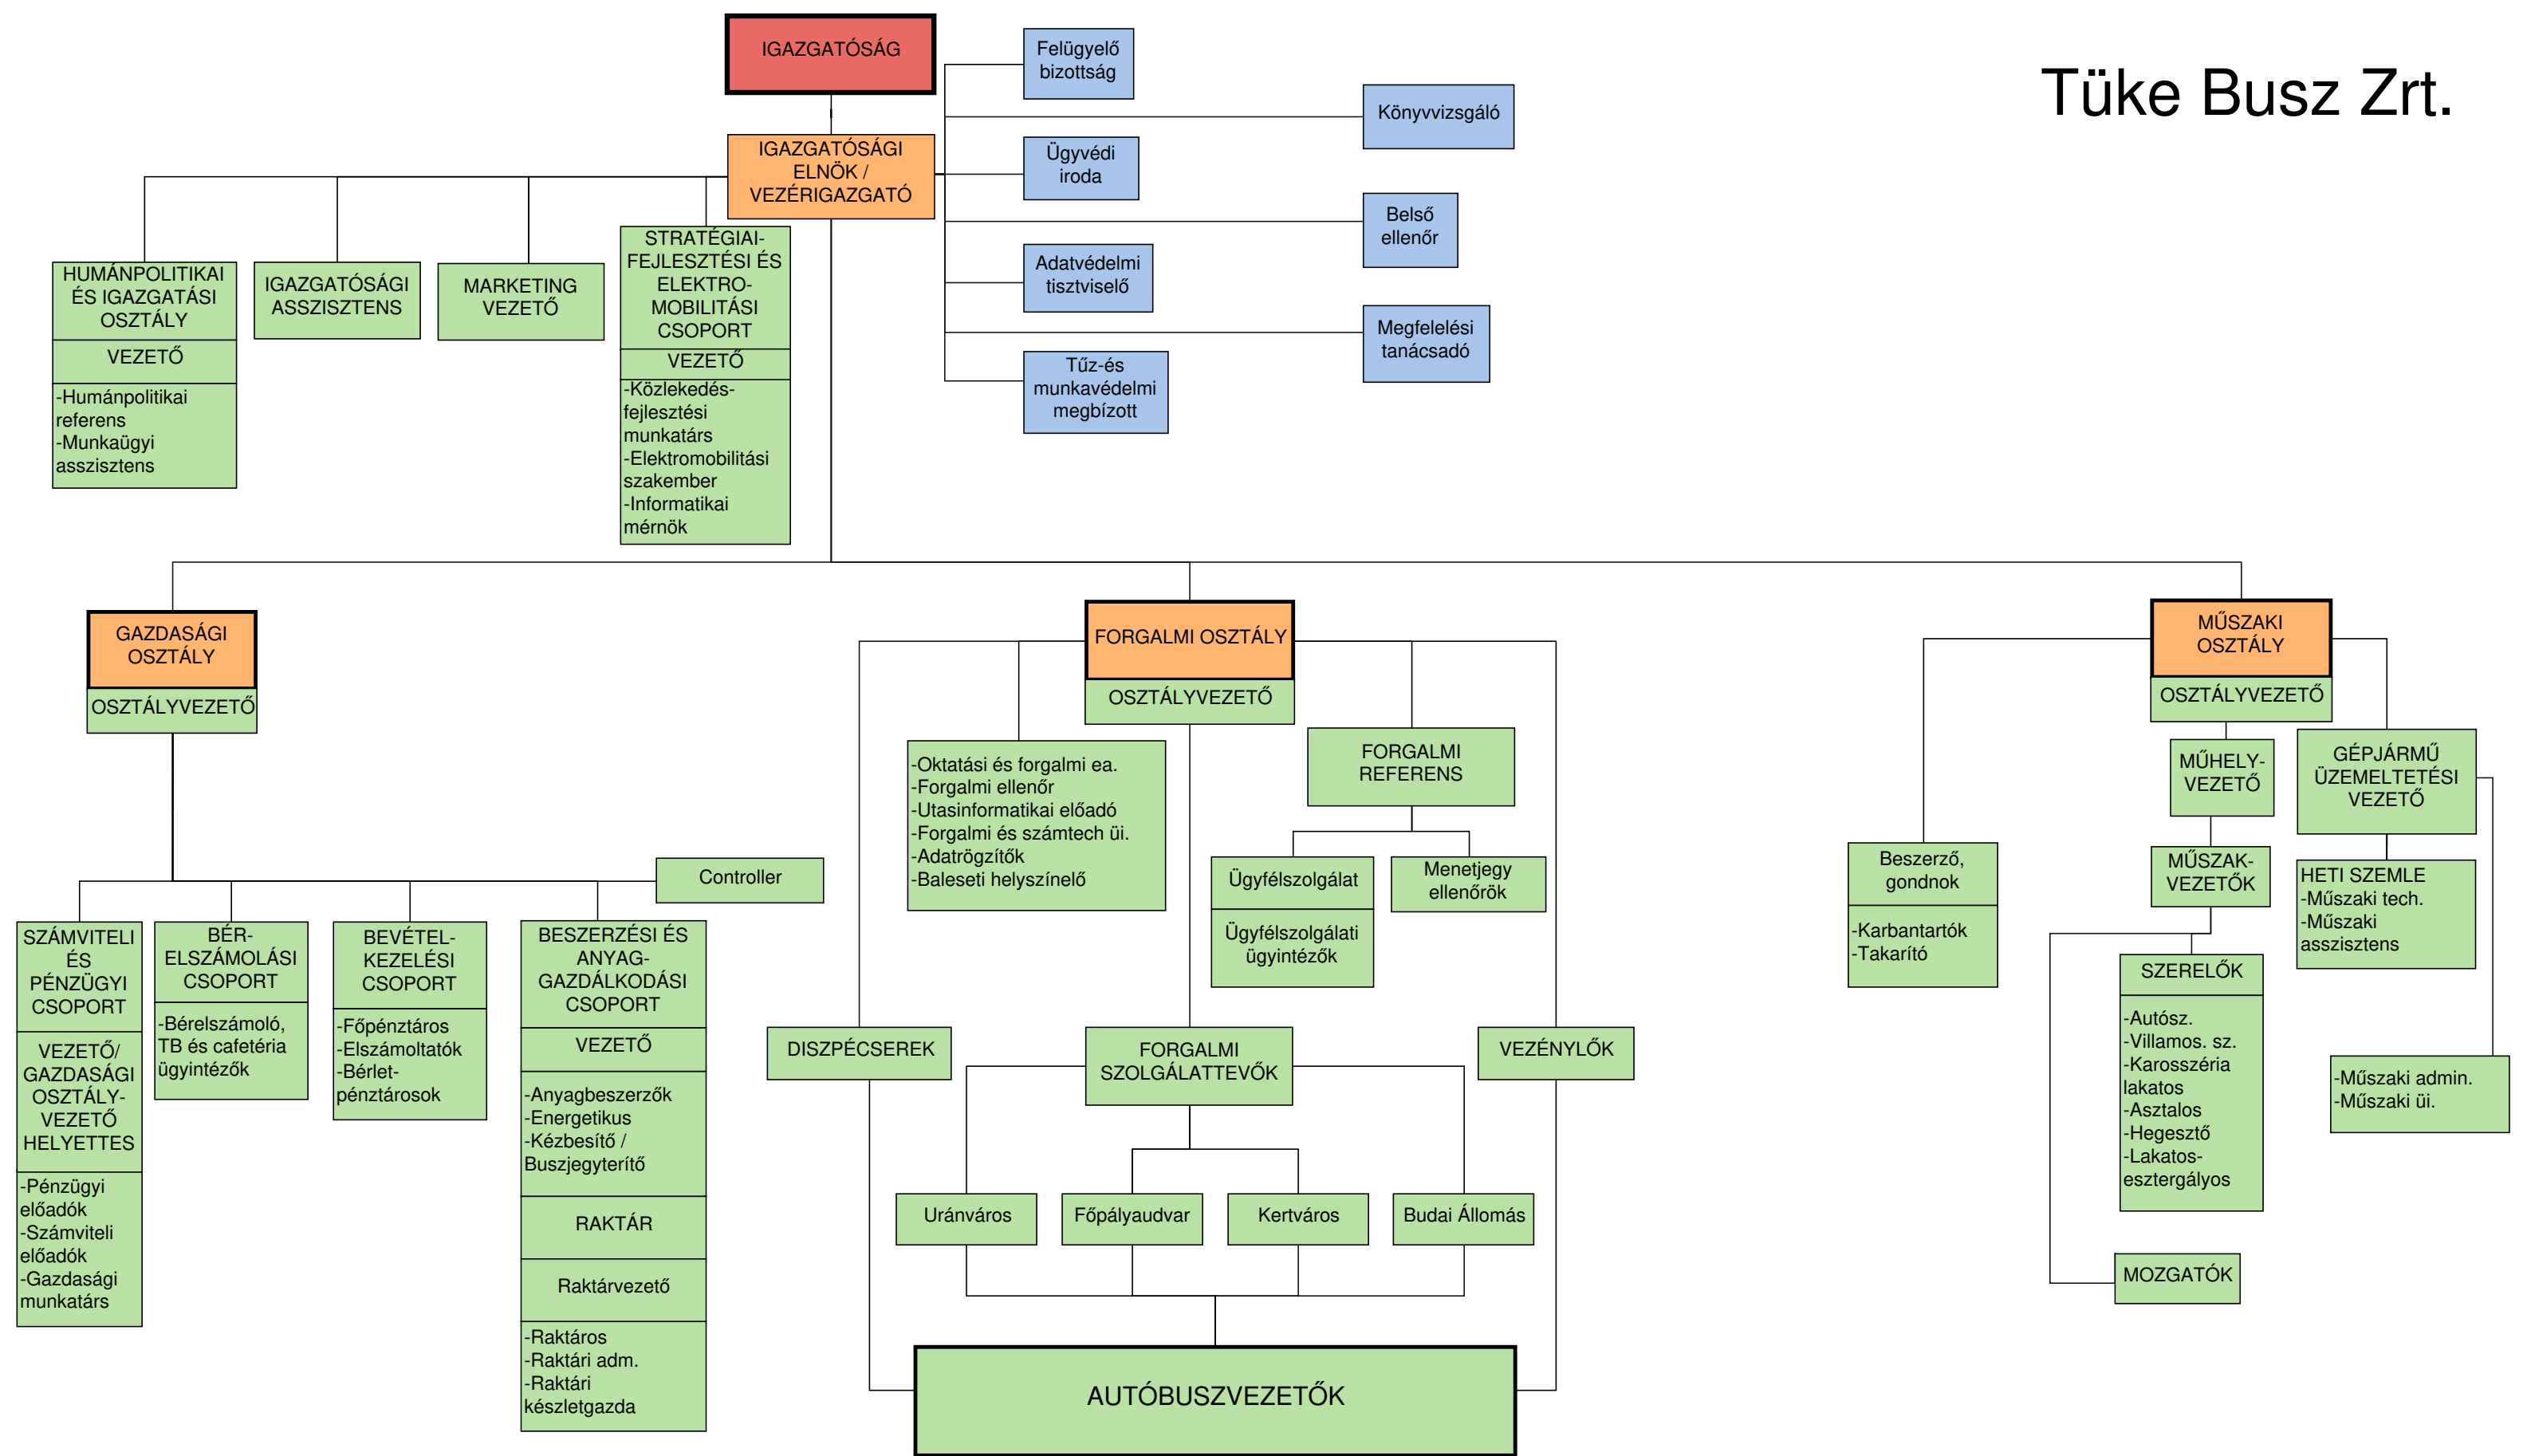 Tüke Busz Zrt.
IGAZGATÓSÁG
IGAZGATÓSÁGI
ELNÖK /
VEZÉRIGAZGATÓ
Felügyelő
bizottság
Könyvvizsgáló
Ügyvédi
iroda
Belső
ellenőr
Adatvédelmi
tisztviselő
Megfelelési
tanácsadó
Tűz-és
munkavédelmi
megbízott
HUMÁNPOLITIKAI
ÉS IGAZGATÁSI
OSZTÁLY
VEZETŐ
-Humánpolitikai
referens
-Munkaügyi
asszisztens
IGAZGATÓSÁGI
ASSZISZTENS
MARKETING
VEZETŐ
STRATÉGIAI-
FEJLESZTÉSI ÉS
ELEKTRO-
MOBILITÁSI
CSOPORT
VEZETŐ
-Közlekedés-
fejlesztési
munkatárs
-Elektromobilitási
szakember
-Informatikai
mérnök
GAZDASÁGI
OSZTÁLY
OSZTÁLYVEZETŐ
Controller
SZÁMVITELI
ÉS
PÉNZÜGYI
CSOPORT
VEZETŐ/
GAZDASÁGI
OSZTÁLY-
VEZETŐ
HELYETTES
-Pénzügyi
előadók
-Számviteli
előadók
-Gazdasági
munkatárs
BÉR-
ELSZÁMOLÁSI
CSOPORT
-Bérelszámoló,
TB és cafetéria
ügyintézők
BEVÉTEL-
KEZELÉSI
CSOPORT
-Főpénztáros
-Elszámoltatók
-Bérlet-
pénztárosok
BESZERZÉSI ÉS
ANYAG-
GAZDÁLKODÁSI
CSOPORT
VEZETŐ
-Anyagbeszerzők
-Energetikus
-Kézbesítő /
Buszjegyterítő
RAKTÁR
Raktárvezető
-Raktáros
-Raktári adm.
-Raktári
készletgazda
FORGALMI OSZTÁLY
OSZTÁLYVEZETŐ
-Oktatási és forgalmi ea.
-Forgalmi ellenőr
-Utasinformatikai előadó
-Forgalmi és számtech üi.
-Adatrögzítők
-Baleseti helyszínelő
FORGALMI
REFERENS
Ügyfélszolgálat
Ügyfélszolgálati
ügyintézők
Menetjegy
ellenőrök
DISZPÉCSEREK
FORGALMI
SZOLGÁLATTEVŐK
VEZÉNYLŐK
Uránváros
Főpályaudvar
Kertváros
Budai Állomás
AUTÓBUSZVEZETŐK
MŰSZAKI
OSZTÁLY
OSZTÁLYVEZETŐ
MŰHELY-
VEZETŐ
GÉPJÁRMŰ
ÜZEMELTETÉSI
VEZETŐ
Beszerző,
gondnok
-Karbantartók
-Takarító
MŰSZAK-
VEZETŐK
HETI SZEMLE
-Műszaki tech.
-Műszaki
asszisztens
SZERELŐK
-Autósz.
-Villamos. sz.
-Karosszéria
lakatos
-Asztalos
-Hegesztő
-Lakatos-
esztergályos
-Műszaki admin.
-Műszaki üi.
MOZGATÓK